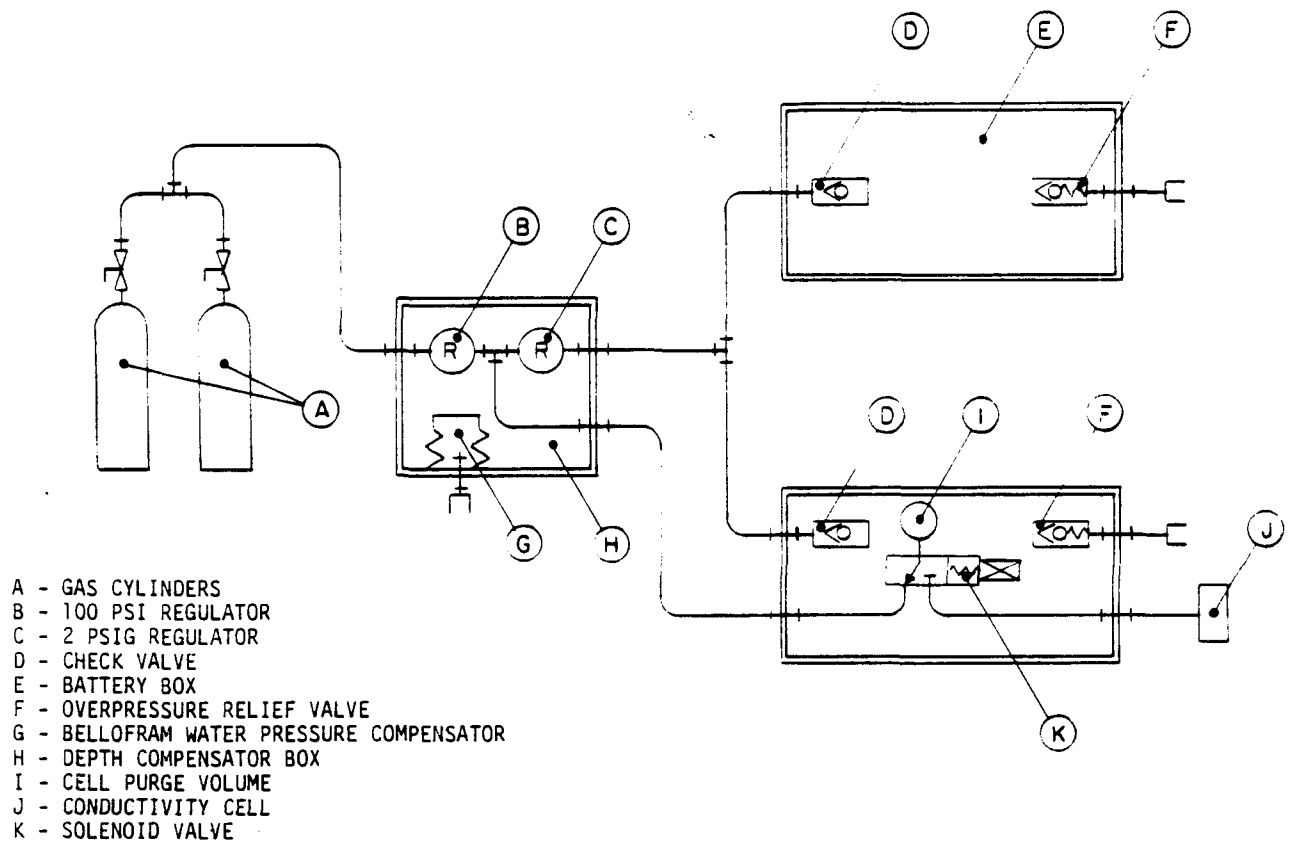 D E F
B C
R R
A
D I F
G H J
K
A - GAS CYLINDERS
B - 100 PSI REGULATOR
C - 2 PSIG REGULATOR
D - CHECK VALVE
E - BATTERY BOX
F - OVERPRESSURE RELIEF VALVE
G - BELLOFRAM WATER PRESSURE COMPENSATOR
H - DEPTH COMPENSATOR BOX
I - CELL PURGE VOLUME
J - CONDUCTIVITY CELL
K - SOLENOID VALVE